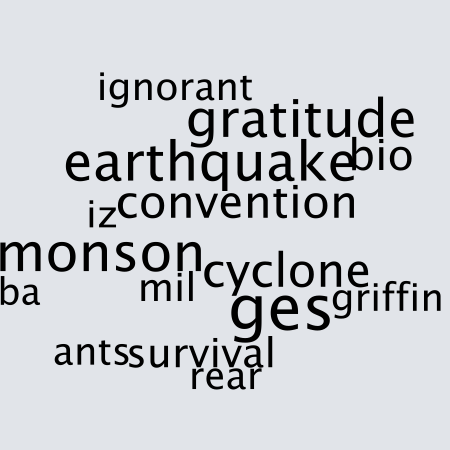 ignorant
gratitude
earthquake bio
iz convention
monson
cyclone
ba mil ges griffin
ants survival
rear